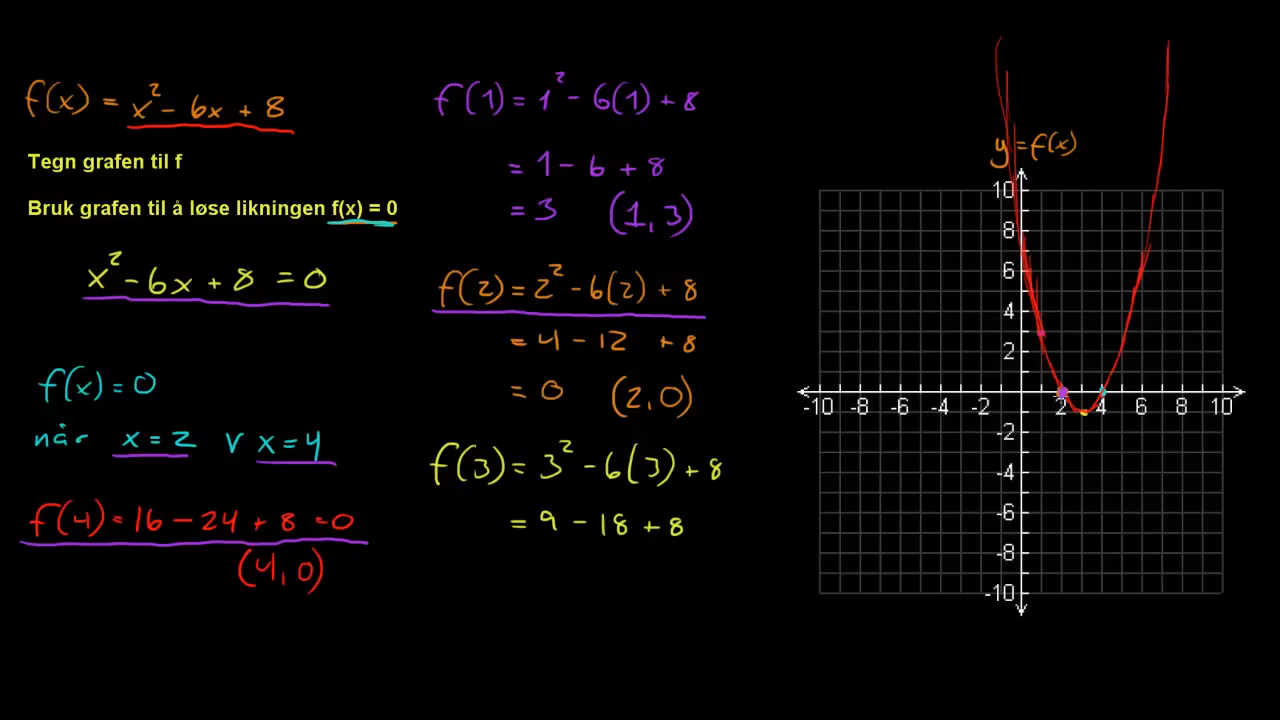 f(x) = x² - 6x + 8
Tegn grafen til f
Bruk grafen til å løse likningen f(x) = 0
x² - 6x + 8 = 0
f(x) = 0
når x = 2 v x = 4
f(4) = 16 - 24 + 8 = 0
(4, 0)
f(1) = 1² - 6(1) + 8
= 1 - 6 + 8
= 3 (1, 3)
f(2) = 2² - 6(2) + 8
= 4 - 12 + 8
= 0 (2, 0)
f(3) = 3² - 6(3) + 8
= 9 - 18 + 8
y = f(x)
10
8
6
4
2
-10 -8 -6 -4 -2 2 4 6 8 10
-2
-4
-6
-8
-10